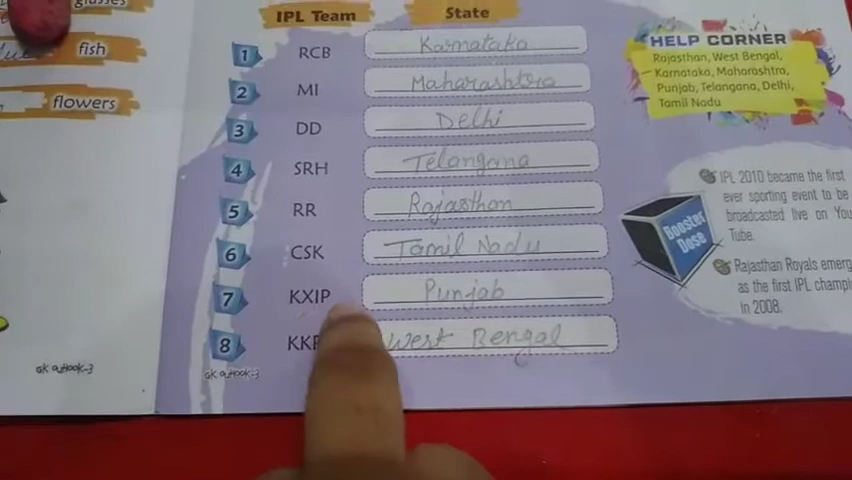 glasses
fish
flowers
GK Outlook-3
IPL Team State
1 RCB Karnataka
2 MI Maharashtra
3 DD Delhi
4 SRH Telangana
5 RR Rajasthan
6 CSK Tamil Nadu
7 KXIP Punjab
8 West Bengal
GK Outlook-3
HELP CORNER
Rajasthan, West Bengal,
Karnataka, Maharashtra,
Punjab, Telangana, Delhi,
Tamil Nadu
Booster
Dose
IPL 2010 became the first
ever sporting event to be
broadcasted live on You
Tube.
Rajasthan Royals emerg
as the first IPL champi
in 2008.